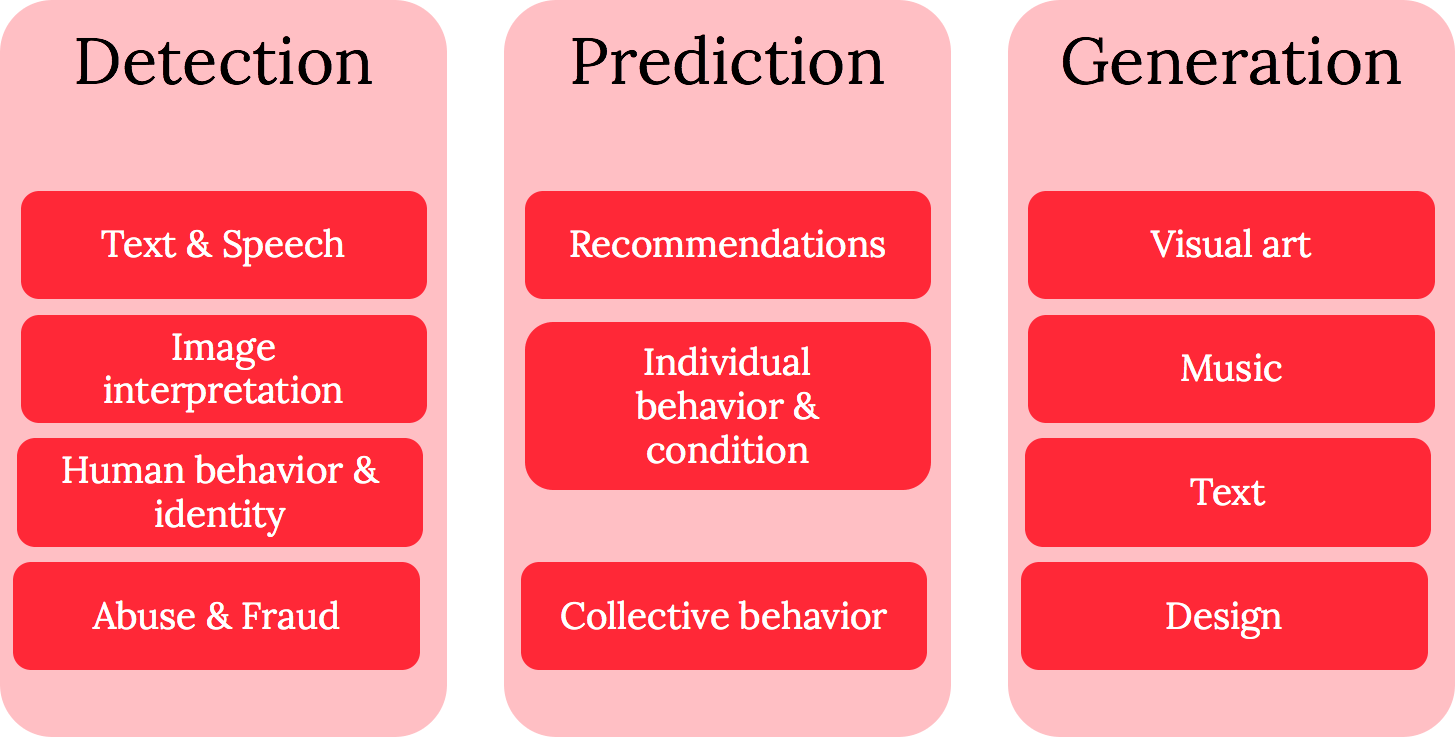 Detection
Text & Speech
Image
interpretation
Human behavior &
identity
Abuse & Fraud
Prediction
Recommendations
Individual
behavior &
condition
Collective behavior
Generation
Visual art
Music
Text
Design